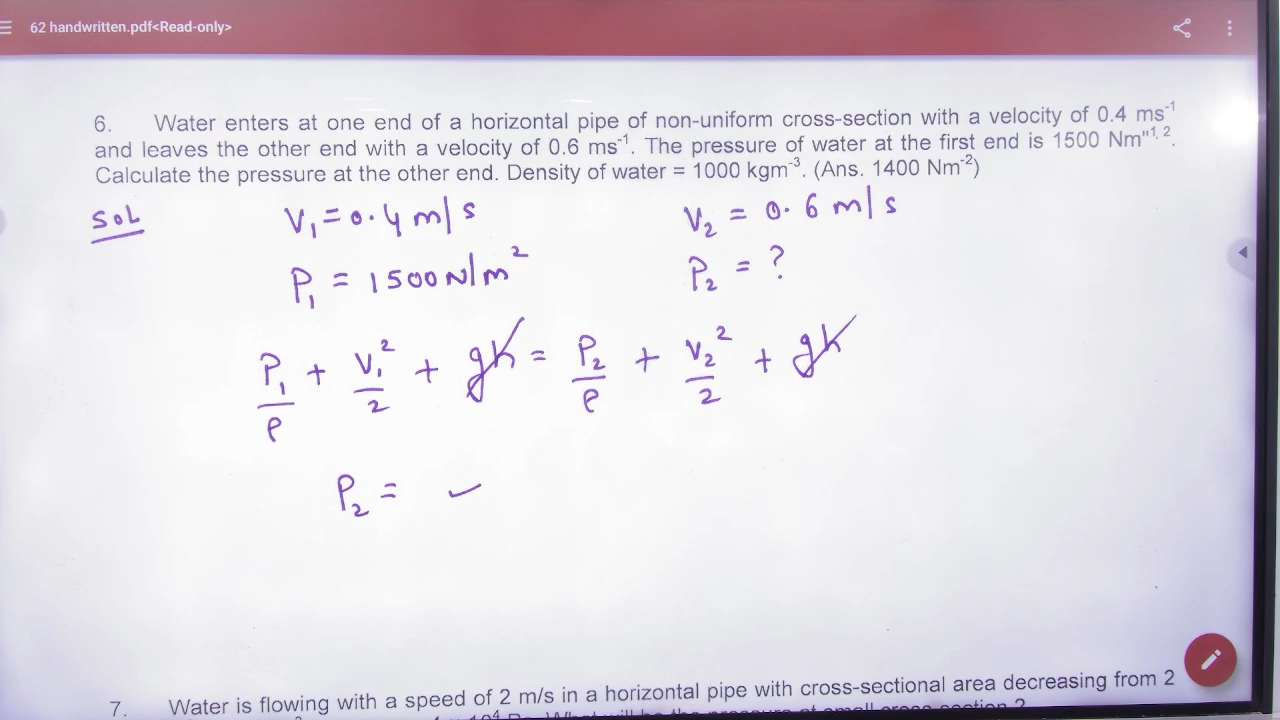 62 handwritten.pdf<Read-only>
6. Water enters at one end of a horizontal pipe of non-uniform cross-section with a velocity of 0.4 ms⁻¹
and leaves the other end with a velocity of 0.6 ms⁻¹. The pressure of water at the first end is 1500 Nm"¹,².
Calculate the pressure at the other end. Density of water = 1000 kgm⁻³. (Ans. 1400 Nm⁻²)
SOL V₁ = 0.4 m/s V₂ = 0.6 m/s
P₁ = 1500 N/m² P₂ = ?
P₁/ρ + V₁²/2 + gh = P₂/ρ + V₂²/2 + gh
P₂ = ✓
7. Water is flowing with a speed of 2 m/s in a horizontal pipe with cross-sectional area decreasing from 2